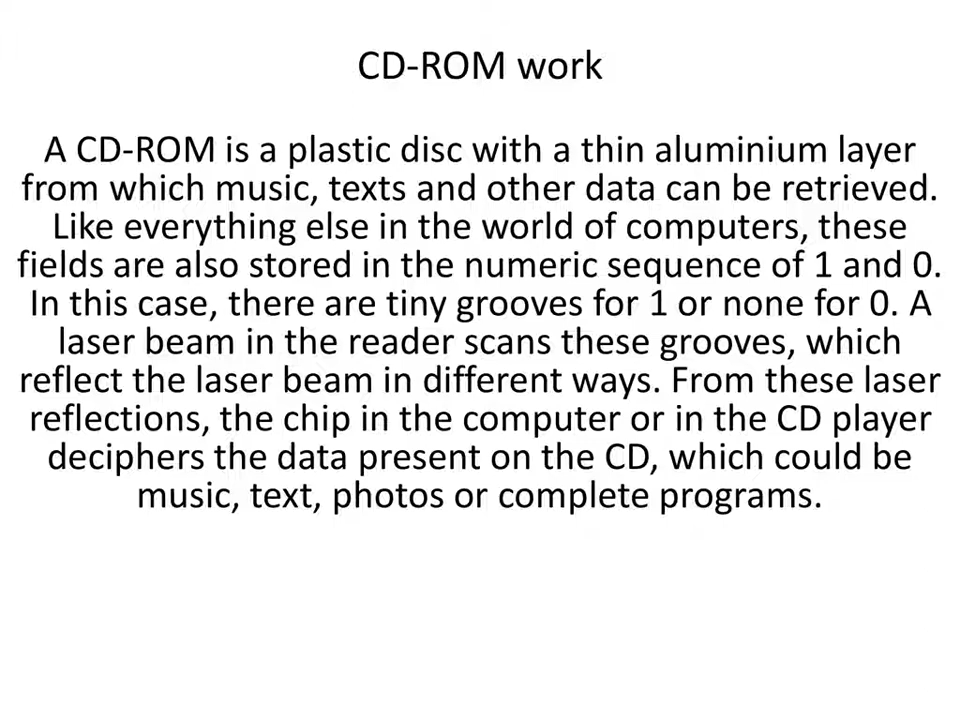 CD-ROM work
A CD-ROM is a plastic disc with a thin aluminium layer
from which music, texts and other data can be retrieved.
Like everything else in the world of computers, these
fields are also stored in the numeric sequence of 1 and 0.
In this case, there are tiny grooves for 1 or none for 0. A
laser beam in the reader scans these grooves, which
reflect the laser beam in different ways. From these laser
reflections, the chip in the computer or in the CD player
deciphers the data present on the CD, which could be
music, text, photos or complete programs.